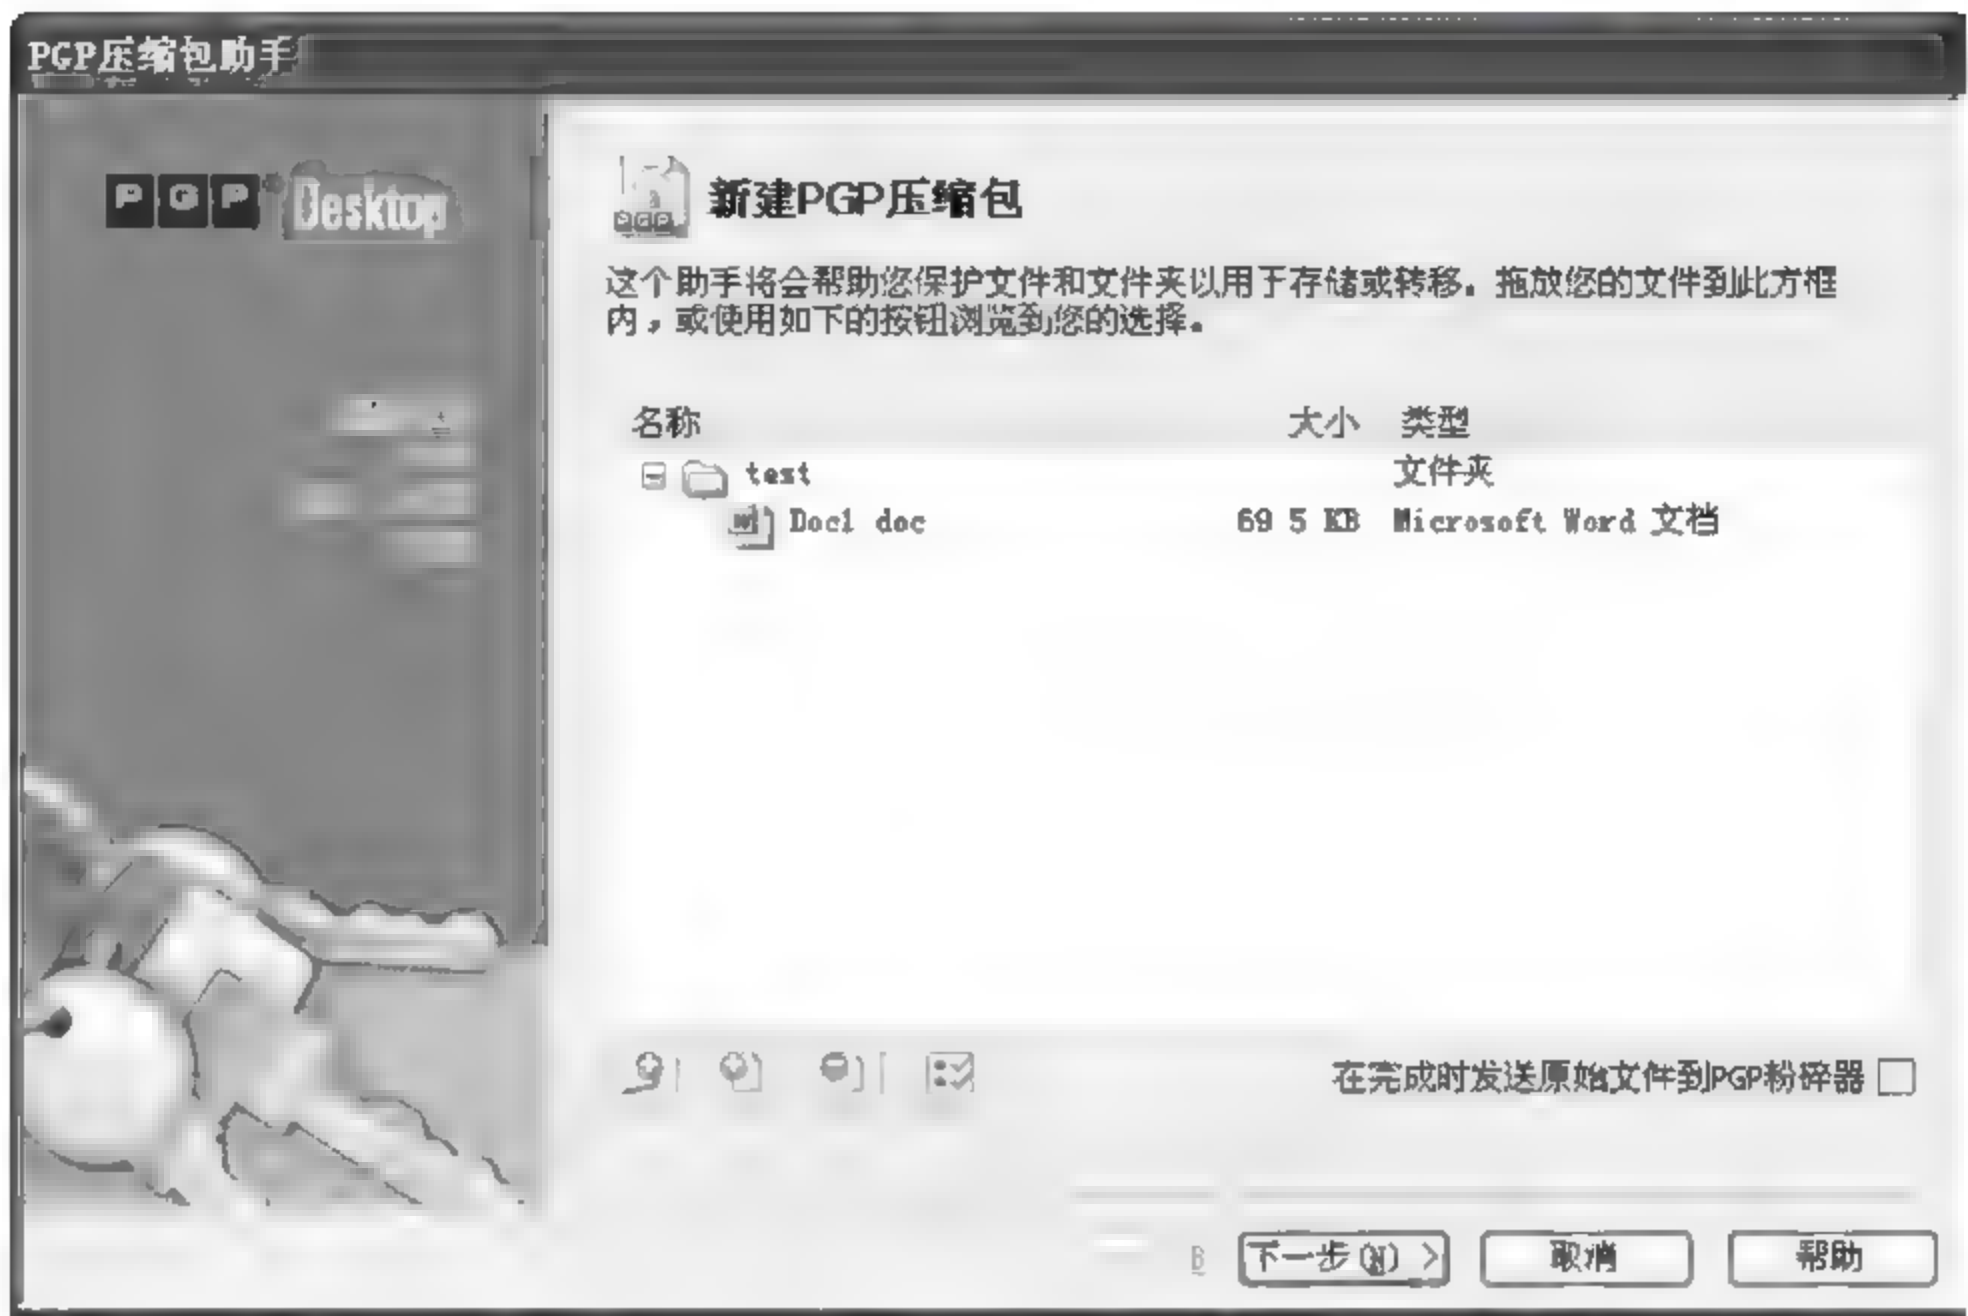 PGP压缩包助手
PGP Desktop
新建PGP压缩包
PGP
这个助手将会帮助您保护文件和文件夹以用于存储或转移。拖放您的文件到此方框
内，或使用如下的按钮浏览到您的选择。
名称 大小 类型
test 文件夹
Doc1 doc 69 5 KB Microsoft Word 文档
在完成时发送原始文件到PGP粉碎器
B 下一步(N) > 取消 帮助